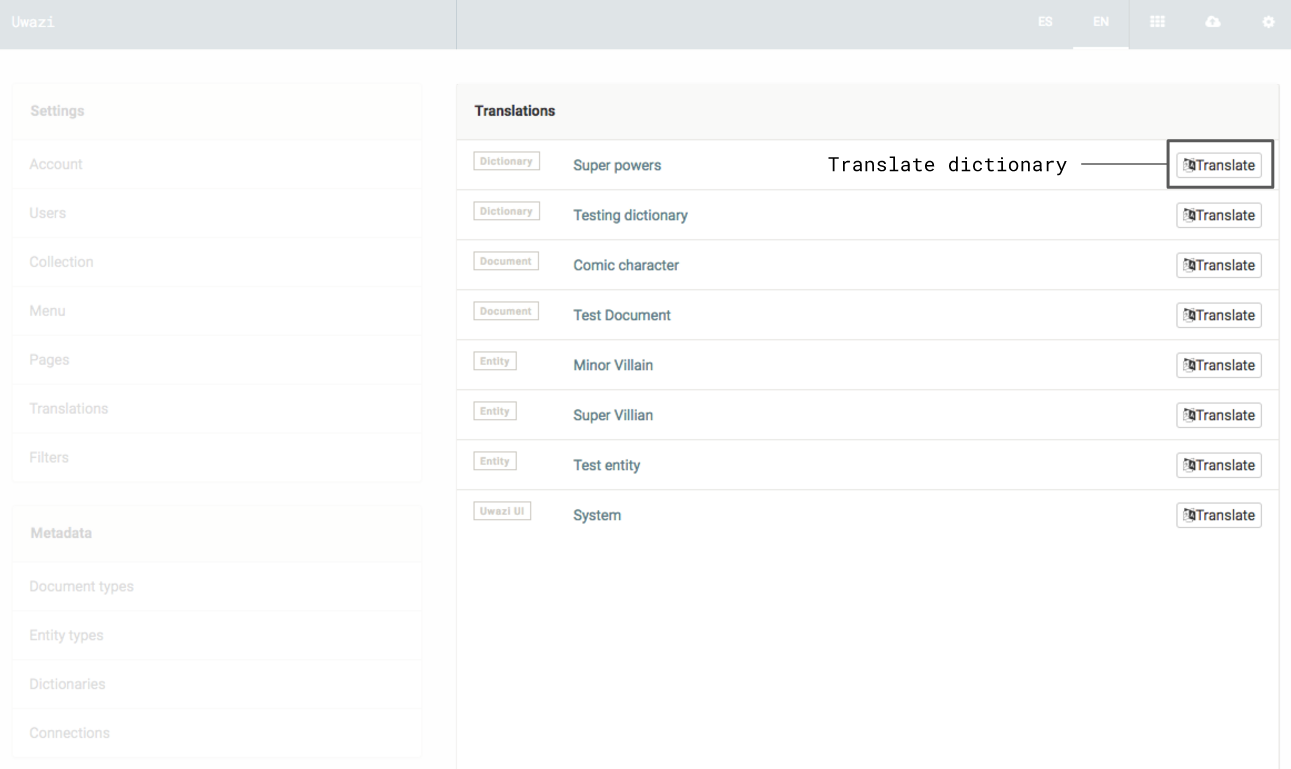 Uwazi
ES EN
Settings
Account
Users
Collection
Menu
Pages
Translations
Filters
Metadata
Document types
Entity types
Dictionaries
Connections
Translations
Dictionary Super powers Translate dictionary Translate
Dictionary Testing dictionary Translate
Document Comic character Translate
Document Test Document Translate
Entity Minor Villain Translate
Entity Super Villian Translate
Entity Test entity Translate
Uwazi UI System Translate